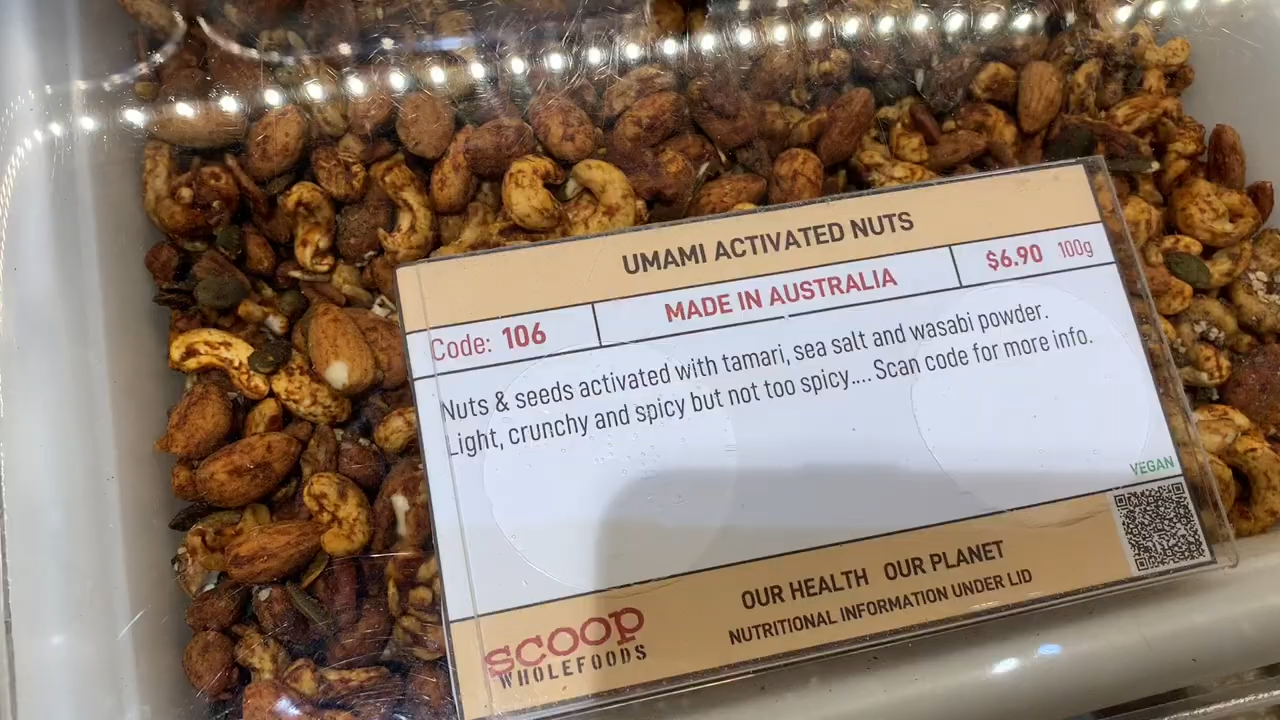 UMAMI ACTIVATED NUTS
Code: 106
MADE IN AUSTRALIA
$6.90 100g
Nuts & seeds activated with tamari, sea salt and wasabi powder.
Light, crunchy and spicy but not too spicy.... Scan code for more info.
VEGAN
OUR HEALTH OUR PLANET
NUTRITIONAL INFORMATION UNDER LID
scoop
WHOLEFOODS